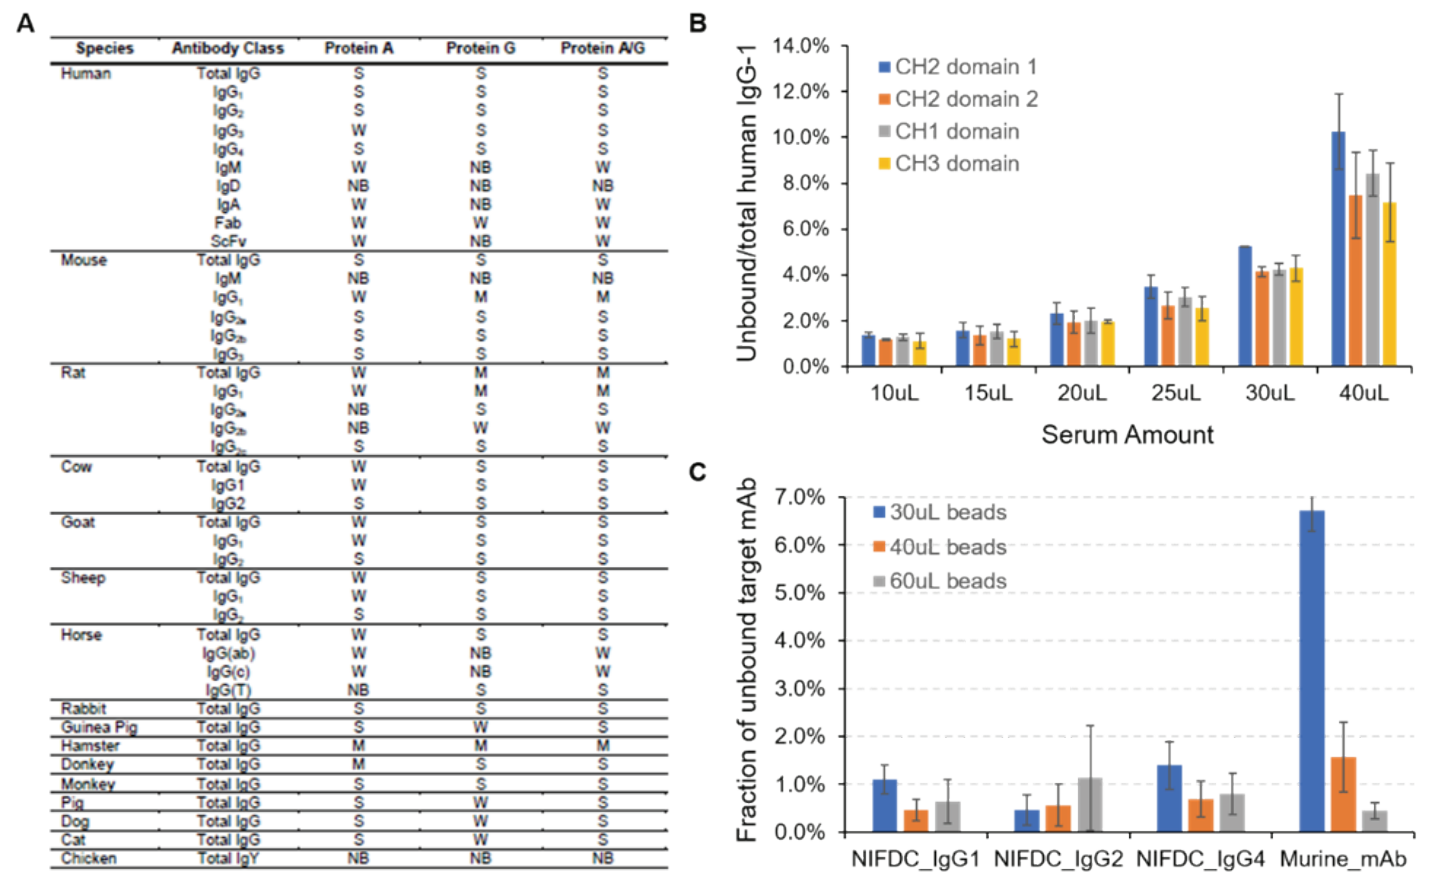 A
Species Antibody Class Protein A Protein G Protein A/G
Human Total IgG S S S
IgG₁ S S S
IgG₂ S S S
IgG₃ W S S
IgG₄ S S S
IgM W NB W
IgD NB NB NB
IgA W NB W
Fab W W W
ScFv W NB W
Mouse Total IgG S S S
IgM NB NB NB
IgG₁ W M M
IgG₂ₐ S S S
IgG₂b S S S
IgG₃ S S S
Rat Total IgG W M M
IgG₁ W M M
IgG₂ₐ NB S S
IgG₂b NB W W
IgG₂c S S S
Cow Total IgG W S S
IgG1 W S S
IgG2 S S S
Goat Total IgG W S S
IgG₁ W S S
IgG₂ S S S
Sheep Total IgG W S S
IgG₁ W S S
IgG₂ S S S
Horse Total IgG W S S
IgG(ab) W NB W
IgG(c) W NB W
IgG(T) NB S S
Rabbit Total IgG S S S
Guinea Pig Total IgG S W S
Hamster Total IgG M M M
Donkey Total IgG M S S
Monkey Total IgG S S S
Pig Total IgG S W S
Dog Total IgG S W S
Cat Total IgG S W S
Chicken Total IgY NB NB NB
B
Unbound/total human IgG-1
14.0%
12.0%
10.0%
8.0%
6.0%
4.0%
2.0%
0.0%
CH2 domain 1
CH2 domain 2
CH1 domain
CH3 domain
10uL 15uL 20uL 25uL 30uL 40uL
Serum Amount
C
Fraction of unbound target mAb
7.0%
6.0%
5.0%
4.0%
3.0%
2.0%
1.0%
0.0%
30uL beads
40uL beads
60uL beads
NIFDC_IgG1 NIFDC_IgG2 NIFDC_IgG4 Murine_mAb